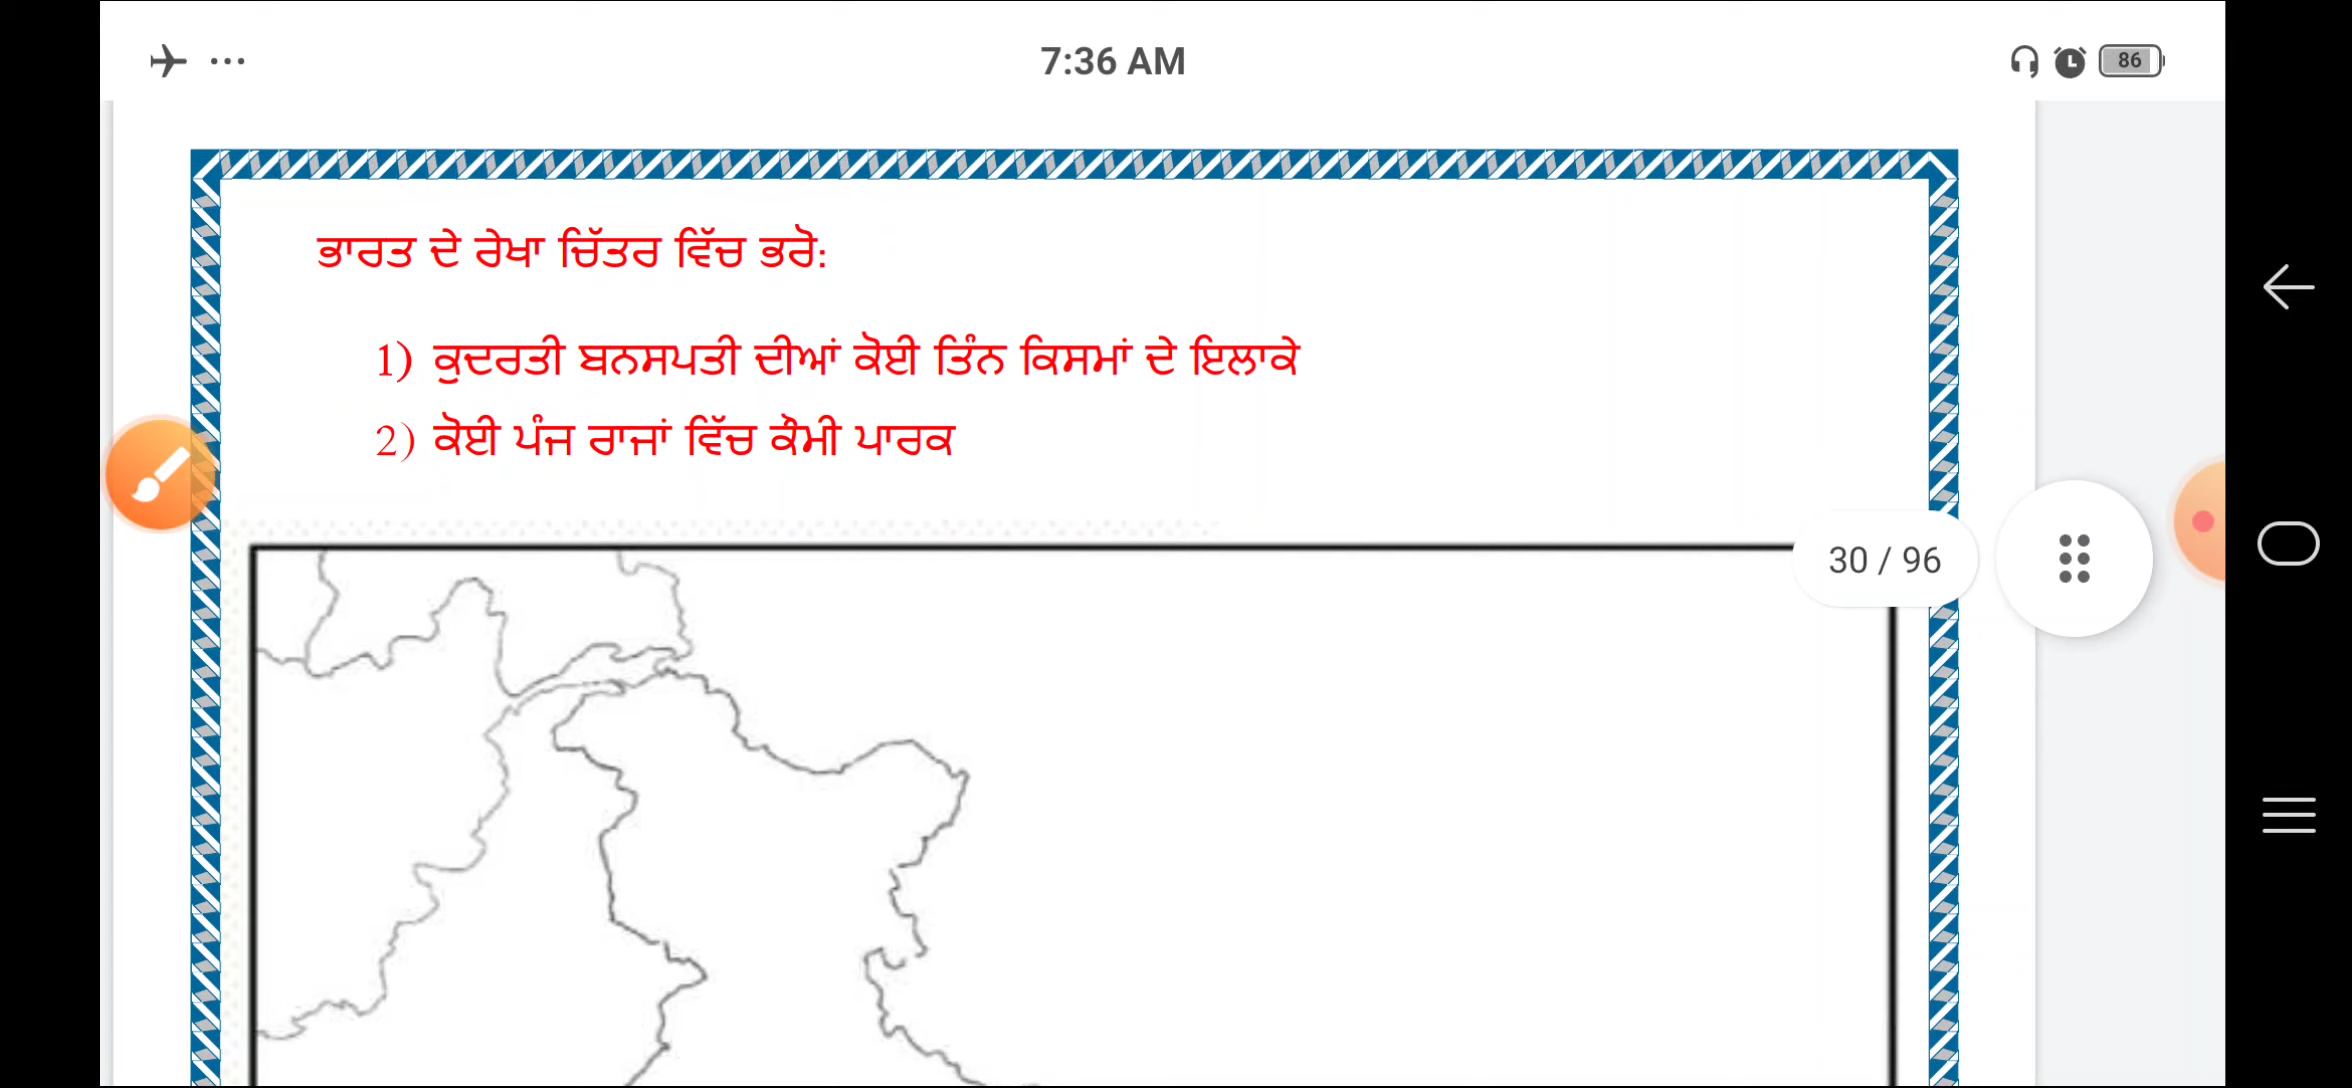 7:36 AM
86
ਭਾਰਤ ਦੇ ਰੇਖਾ ਚਿੱਤਰ ਵਿੱਚ ਭਰੋ:
1) ਕੁਦਰਤੀ ਬਨਸਪਤੀ ਦੀਆਂ ਕੋਈ ਤਿੰਨ ਕਿਸਮਾਂ ਦੇ ਇਲਾਕੇ
2) ਕੋਈ ਪੰਜ ਰਾਜਾਂ ਵਿੱਚ ਕੌਮੀ ਪਾਰਕ
30 / 96